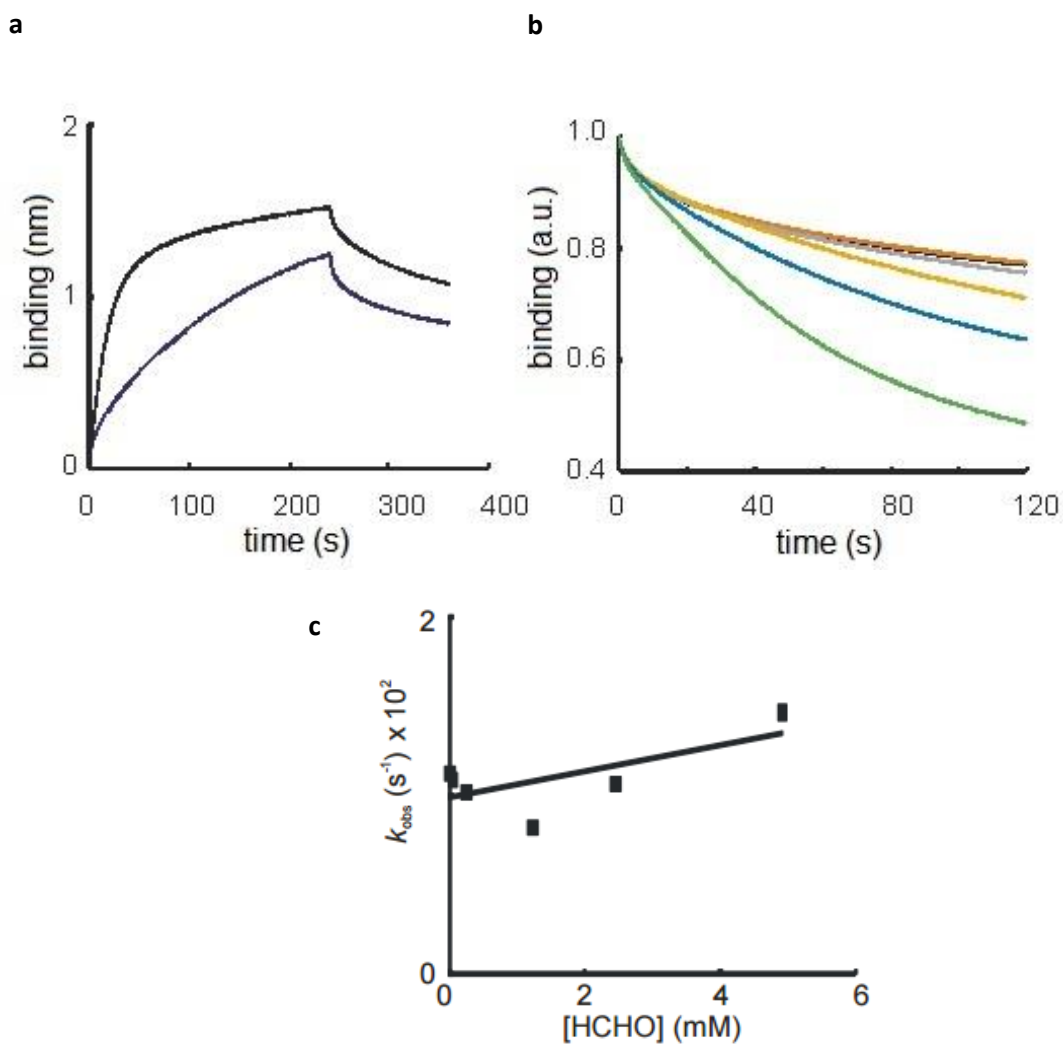 a
b
2
1
0
binding (nm)
0 100 200 300 400
time (s)
1.0
0.8
0.6
0.4
binding (a.u.)
0 40 80 120
time (s)
c
2
0
k_obs (s⁻¹) x 10²
0 2 4 6
[HCHO] (mM)